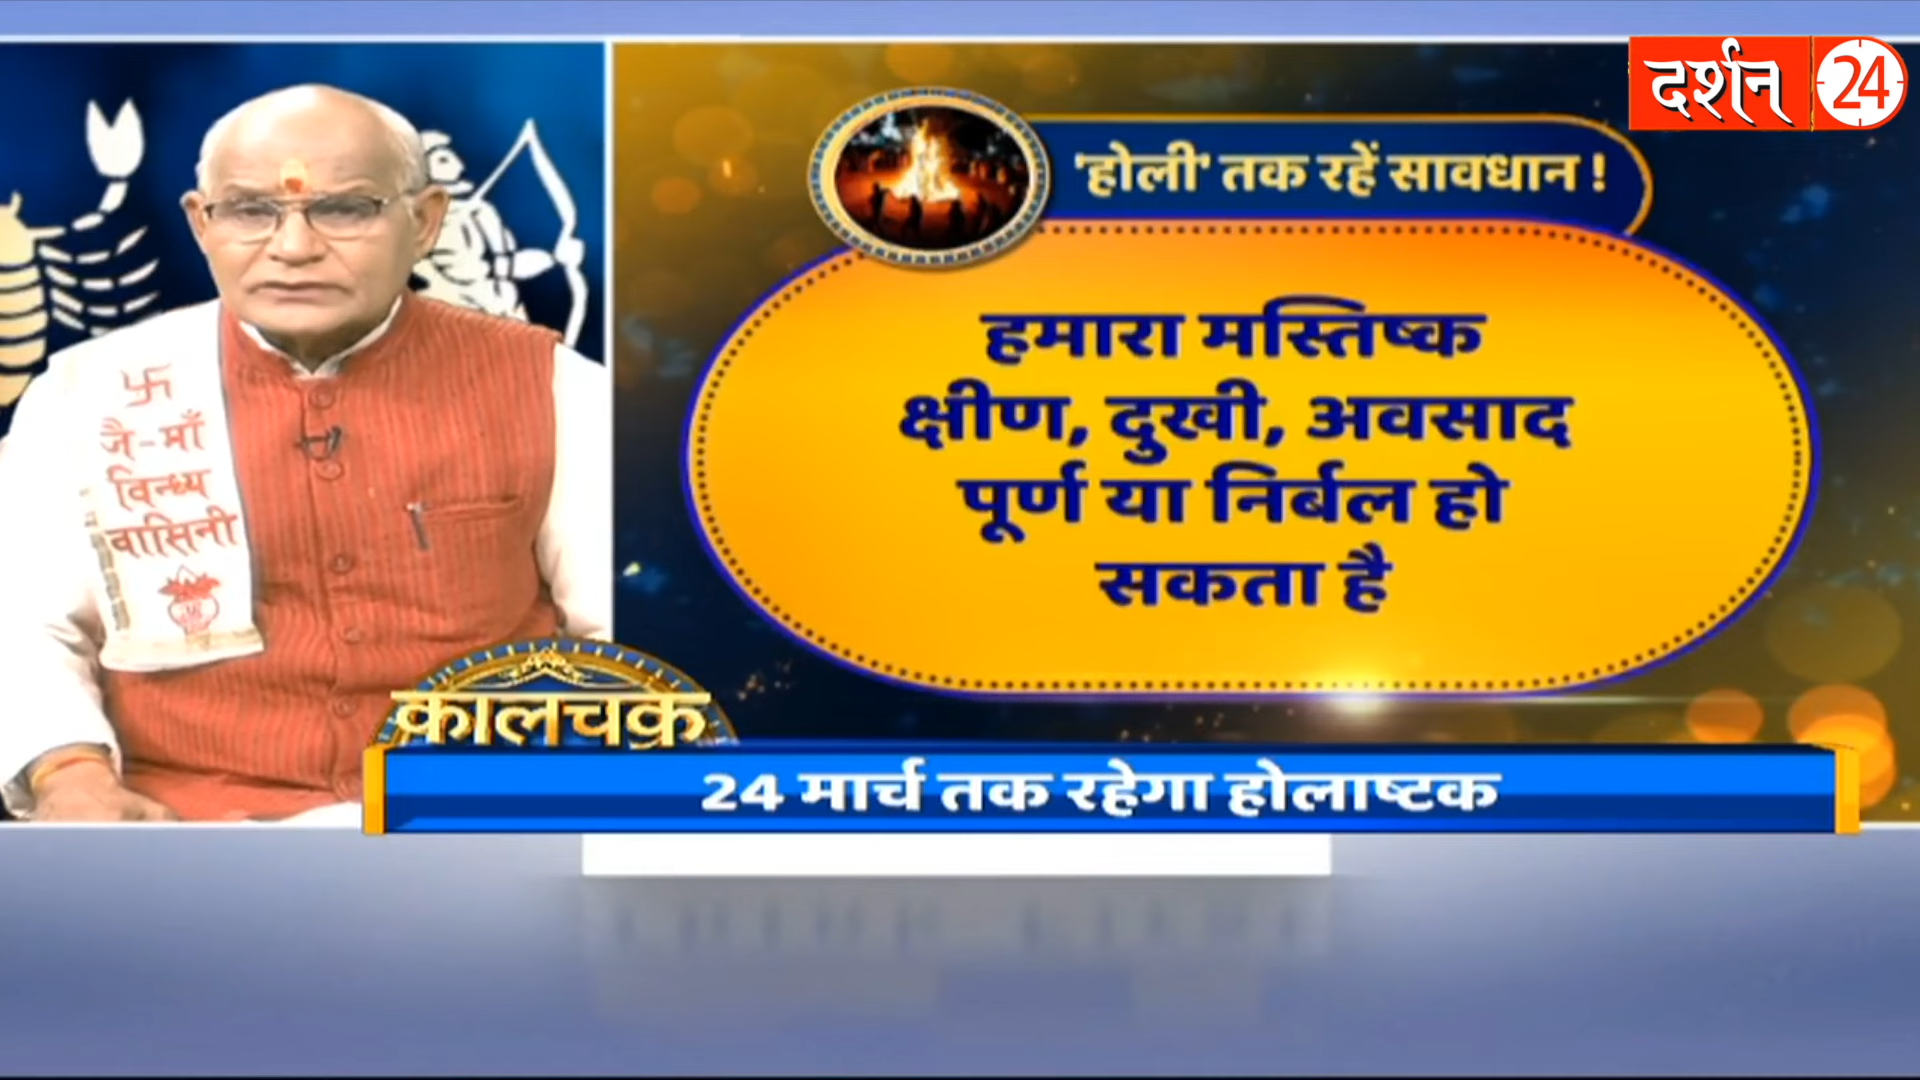 दर्शन 24
'होली' तक रहें सावधान !
हमारा मस्तिष्क
क्षीण, दुखी, अवसाद
पूर्ण या निर्बल हो
सकता है
जै-माँ
विन्ध्य
वासिनी
कालचक्र
24 मार्च तक रहेगा होलाष्टक